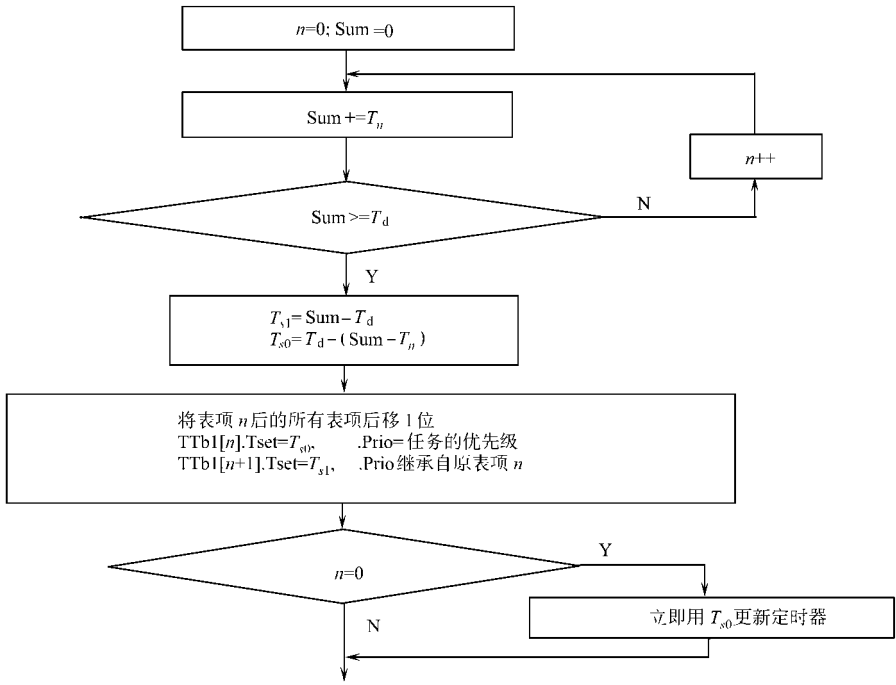 n=0; Sum=0
Sum+=Tn
n++
Sum>=Td
N
Y
Ts1=Sum-Td
Ts0=Td-(Sum-Tn)
将表项n后的所有表项后移1位
TTb1[n].Tset=Ts0, .Prio=任务的优先级
TTb1[n+1].Tset=Ts1, .Prio继承自原表项n
n=0
Y
N
立即用Ts0更新定时器